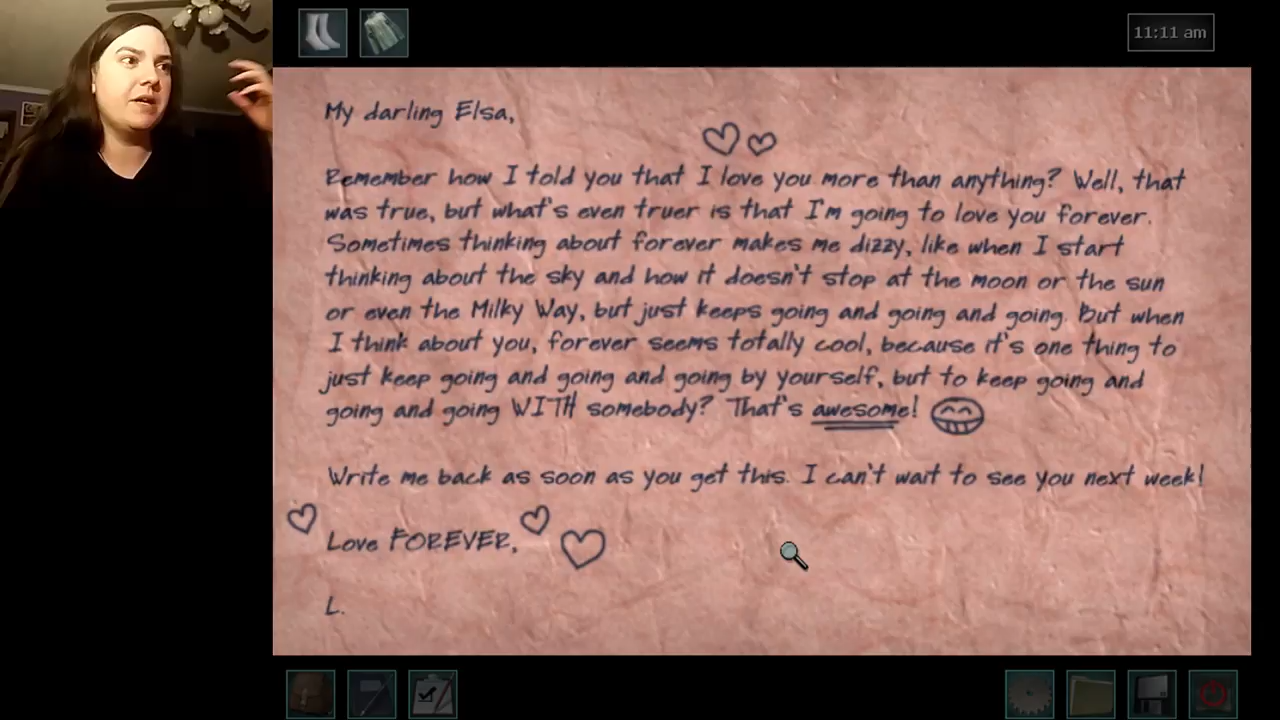 11:11 am
My darling Elsa,
Remember how I told you that I love you more than anything? Well, that
was true, but what's even truer is that I'm going to love you forever.
Sometimes thinking about forever makes me dizzy, like when I start
thinking about the sky and how it doesn't stop at the moon or the sun
or even the Milky Way, but just keeps going and going and going. But when
I think about you, forever seems totally cool, because it's one thing to
just keep going and going and going by yourself, but to keep going and
going and going WITH somebody? That's awesome!
Write me back as soon as you get this. I can't wait to see you next week!
Love FOREVER,
L.